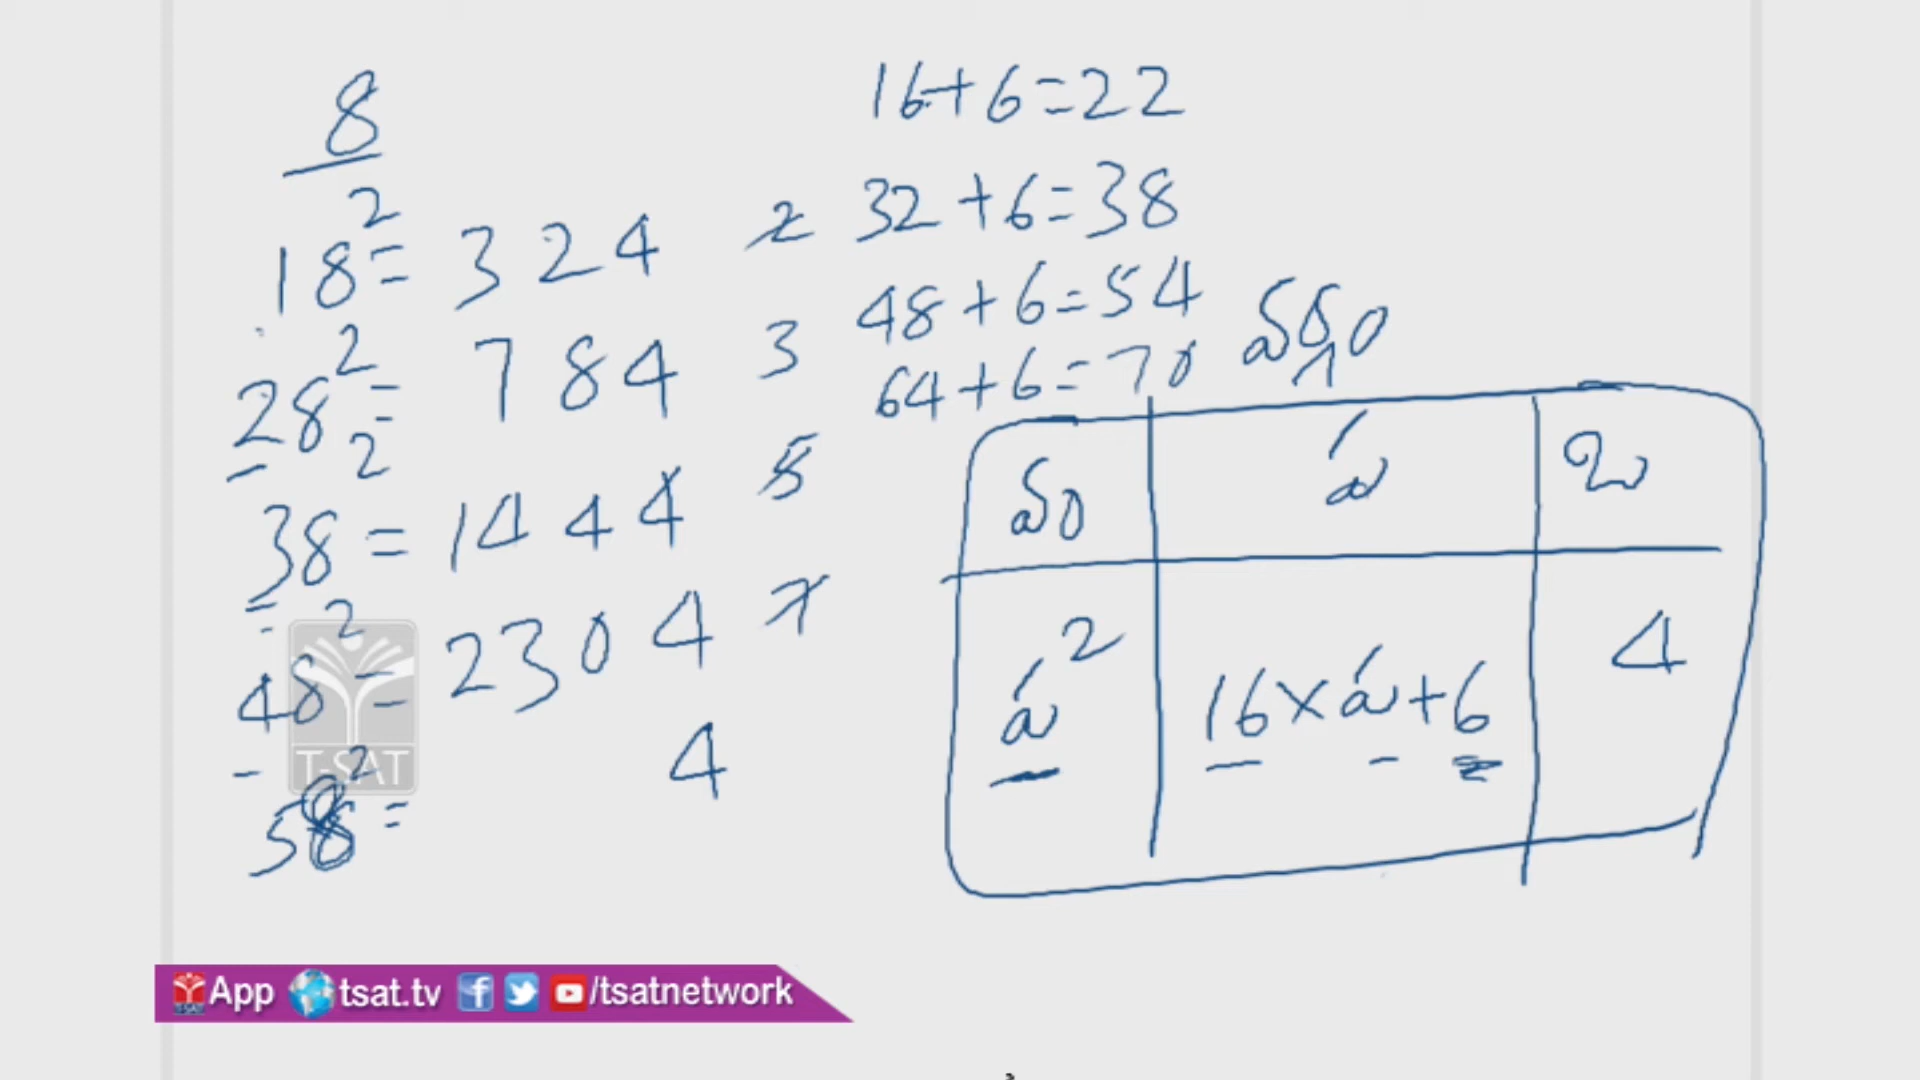 8
18² = 324 2
28² = 784 3
38² = 1444 5
48² = 2304 7
58² = 4
16+6=22
32+6=38
48+6=54
64+6=70
16× +6 4
T-SAT
App tsat.tv /tsatnetwork